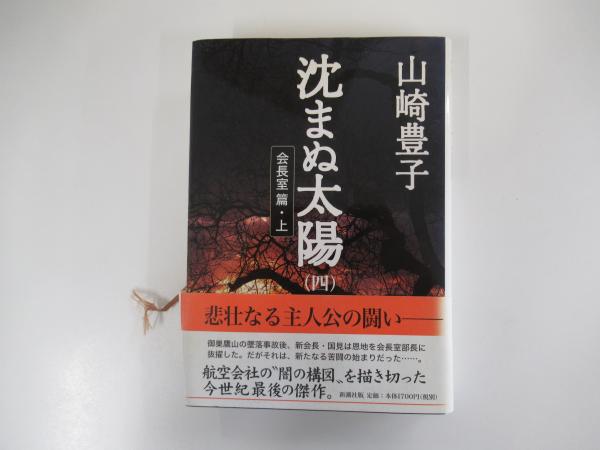 山崎豊子
沈まぬ太陽
(四)
会長室篇・上
悲壮なる主人公の闘い――
御巣鷹山の墜落事故後、新会長・国見は恩地を会長室部長に
抜擢した。だがそれは、新たなる苦闘の始まりだった……。
航空会社の〝闇の構図〟を描き切った
今世紀最後の傑作。
新潮社版 定価:本体1700円(税別)